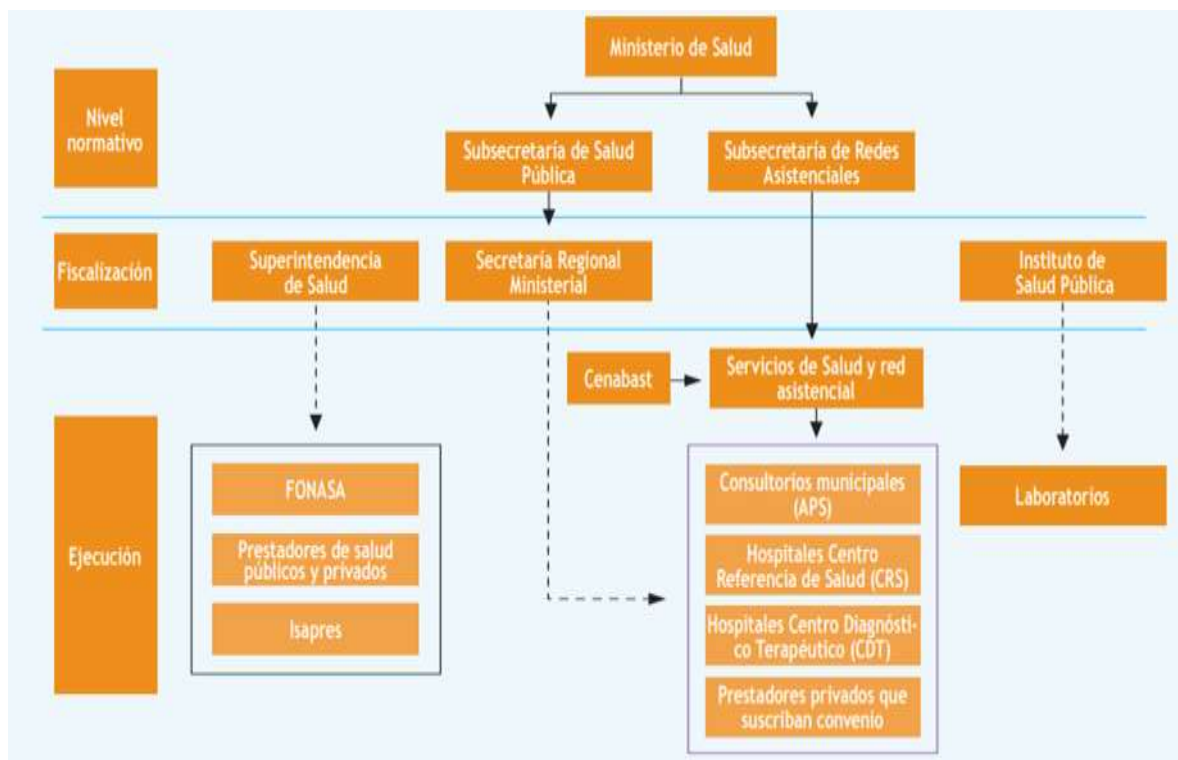 Ministerio de Salud
Nivel
normativo
Subsecretaría de Salud
Pública
Subsecretaría de Redes
Asistenciales
Fiscalización
Superintendencia
de Salud
Secretaría Regional
Ministerial
Instituto de
Salud Pública
Cenabast
Servicios de Salud y red
asistencial
Ejecución
FONASA
Prestadores de salud
públicos y privados
Isapres
Consultorios municipales
(APS)
Hospitales Centro
Referencia de Salud (CRS)
Hospitales Centro Diagnósti-
co Terapéutico (CDT)
Prestadores privados que
suscriban convenio
Laboratorios